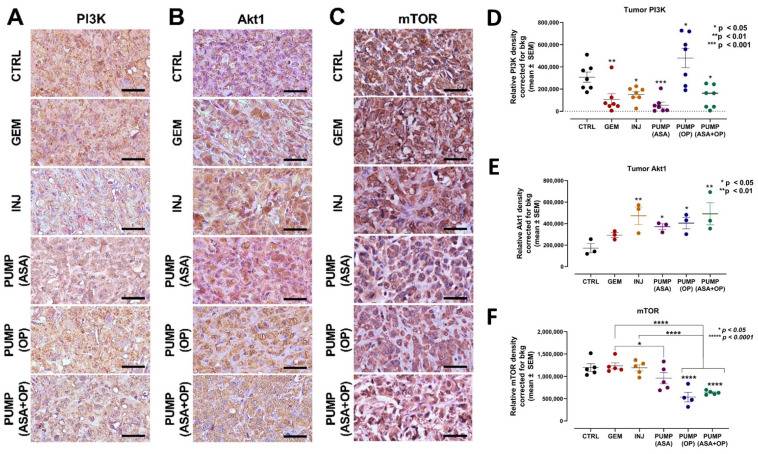 A
PI3K
CTRL
GEM
INJ
PUMP
(ASA)
PUMP
(OP)
PUMP
(ASA+OP)
B
Akt1
CTRL
GEM
INJ
PUMP
(ASA)
PUMP
(OP)
PUMP
(ASA+OP)
C
mTOR
CTRL
GEM
INJ
PUMP
(ASA)
PUMP
(OP)
PUMP
(ASA+OP)
D
Tumor PI3K
Relative PI3K density
corrected for bkg
(mean ± SEM)
800,000
600,000
400,000
200,000
0
** * *** * *
* p < 0.05
**p < 0.01
*** p < 0.001
CTRL GEM INJ PUMP PUMP PUMP
(ASA) (OP) (ASA+OP)
E
Tumor Akt1
Relative Akt1 density
corrected for bkg
(mean ± SEM)
800,000
600,000
400,000
200,000
0
** * * **
* p < 0.05
**p < 0.01
CTRL GEM INJ PUMP PUMP PUMP
(ASA) (OP) (ASA+OP)
F
mTOR
Relative mTOR density
corrected for bkg
(mean ± SEM)
2,000,000
1,500,000
1,000,000
500,000
0
****
****
*
**** ****
* p < 0.05
***** p < 0.0001
CTRL GEM INJ PUMP PUMP PUMP
(ASA) (OP) (ASA+OP)